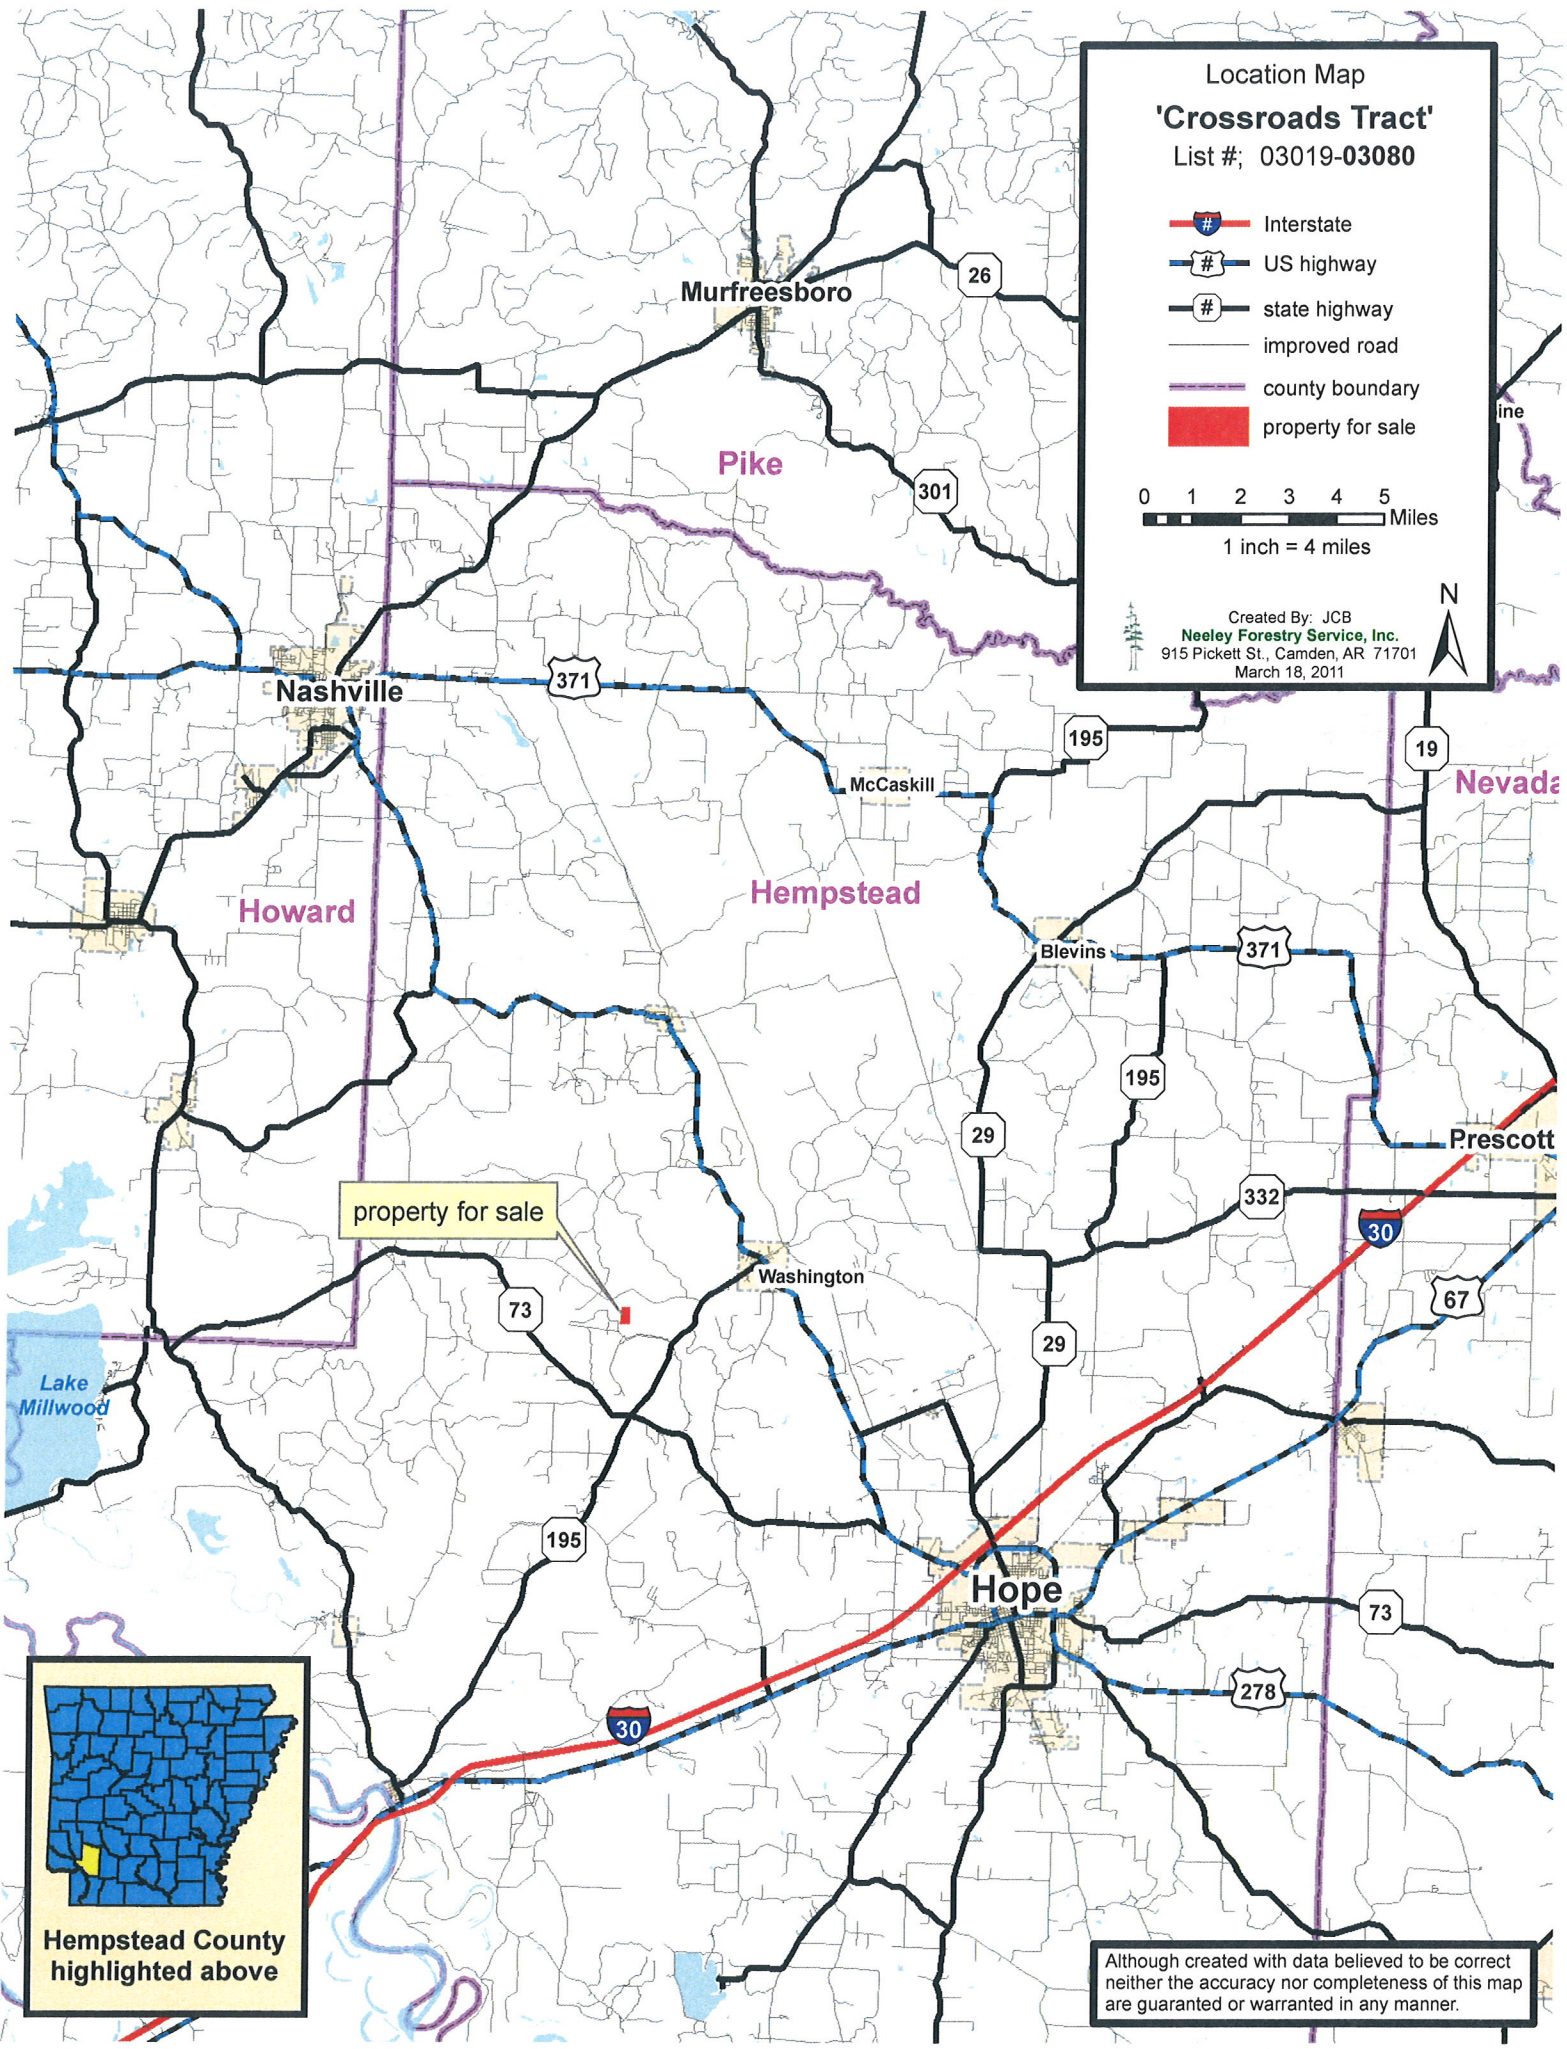 Location Map
'Crossroads Tract'
List #; 03019-03080
# Interstate
# US highway
# state highway
improved road
county boundary
property for sale
0 1 2 3 4 5
Miles
1 inch = 4 miles
N
Created By: JCB
Neeley Forestry Service, Inc.
915 Pickett St., Camden, AR 71701
March 18, 2011
26
Murfreesboro
ine
Pike
301
371
Nashville
195
19
Nevada
McCaskill
Hempstead
Howard
Blevins
371
195
29
Prescott
332
30
property for sale
Washington
73
67
29
Lake
Millwood
195
Hope
73
278
30
Hempstead County
highlighted above
Although created with data believed to be correct
neither the accuracy nor completeness of this map
are guaranted or warranted in any manner.